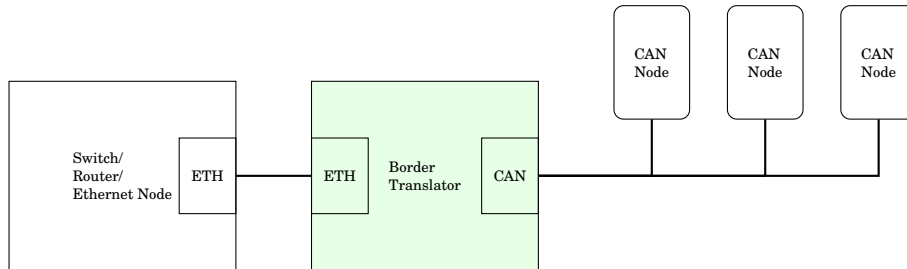 CAN
Node
CAN
Node
CAN
Node
Switch/
Router/
Ethernet Node
ETH
ETH
Border
Translator
CAN